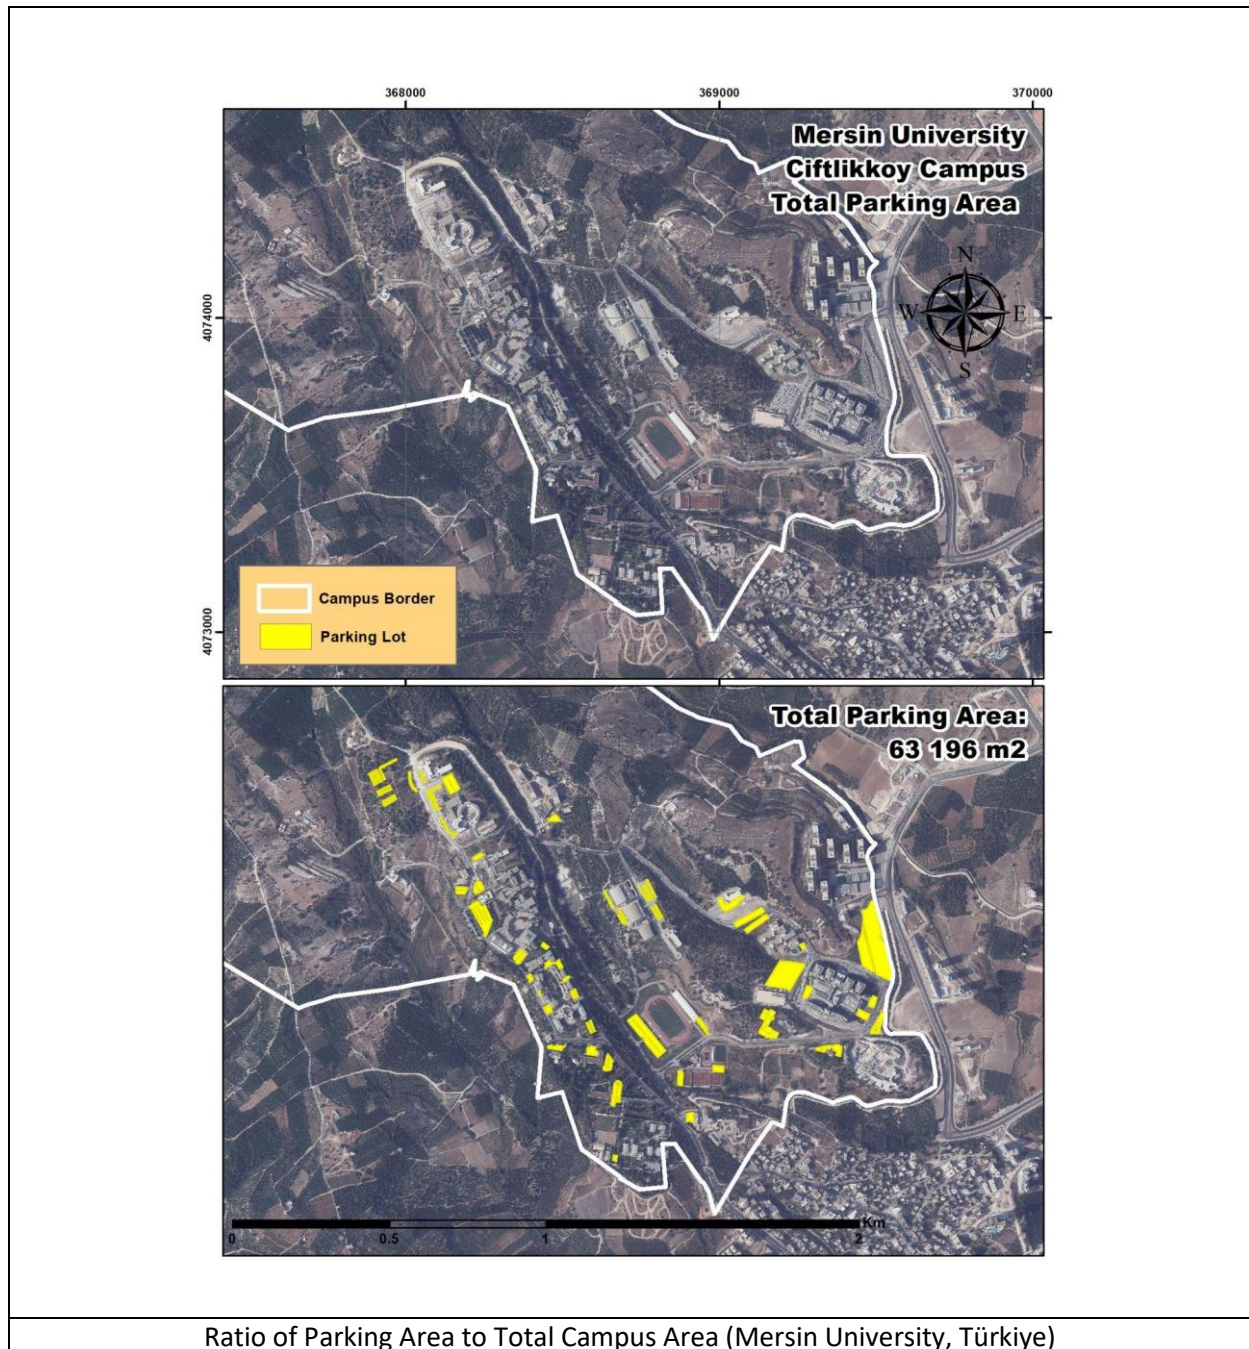 368000
369000
370000
Mersin University
Ciftlikkoy Campus
Total Parking Area
N
W
E
S
4074000
4073000
Campus Border
Parking Lot
Total Parking Area:
63 196 m2
Km
0
0.5
1
2
Ratio of Parking Area to Total Campus Area (Mersin University, Türkiye)